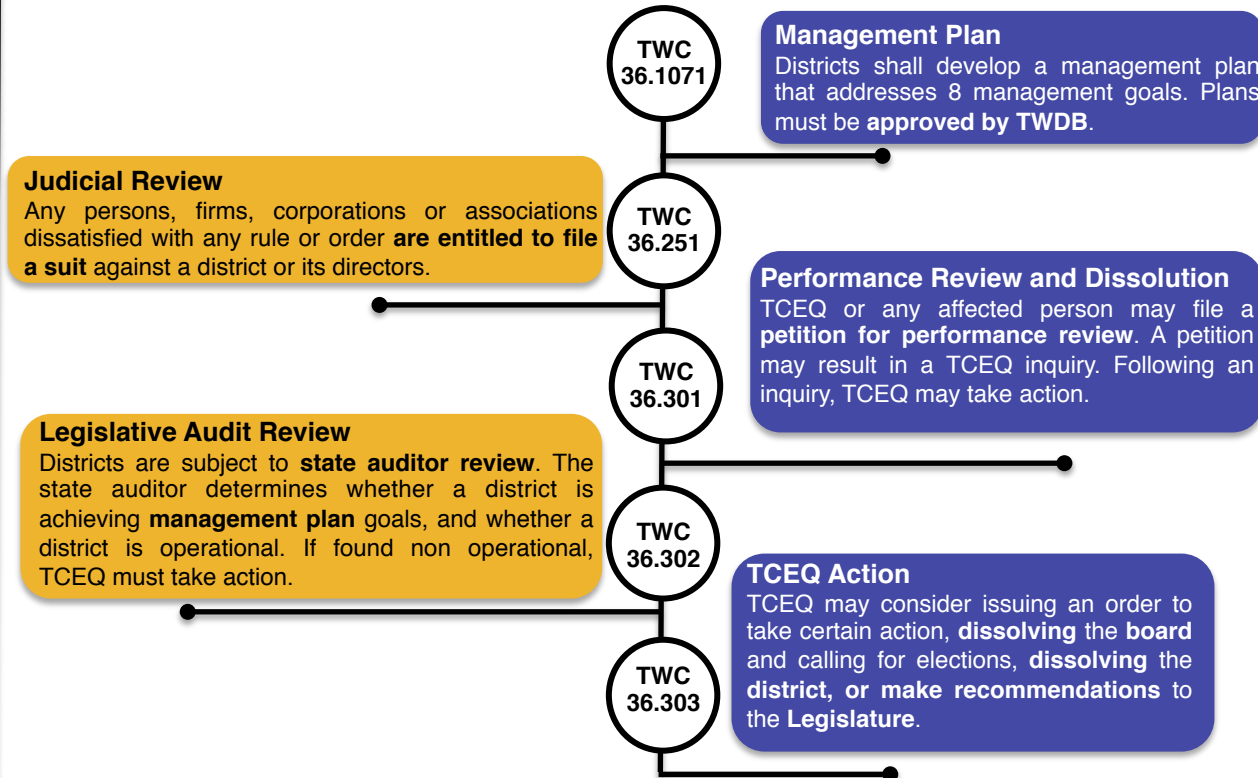 TWC
36.1071
Management Plan
Districts shall develop a management plan
that addresses 8 management goals. Plans
must be approved by TWDB.
Judicial Review
Any persons, firms, corporations or associations
dissatisfied with any rule or order are entitled to file
a suit against a district or its directors.
TWC
36.251
Performance Review and Dissolution
TCEQ or any affected person may file a
petition for performance review. A petition
may result in a TCEQ inquiry. Following an
inquiry, TCEQ may take action.
TWC
36.301
Legislative Audit Review
Districts are subject to state auditor review. The
state auditor determines whether a district is
achieving management plan goals, and whether a
district is operational. If found non operational,
TCEQ must take action.
TWC
36.302
TCEQ Action
TCEQ may consider issuing an order to
take certain action, dissolving the board
and calling for elections, dissolving the
district, or make recommendations to
the Legislature.
TWC
36.303